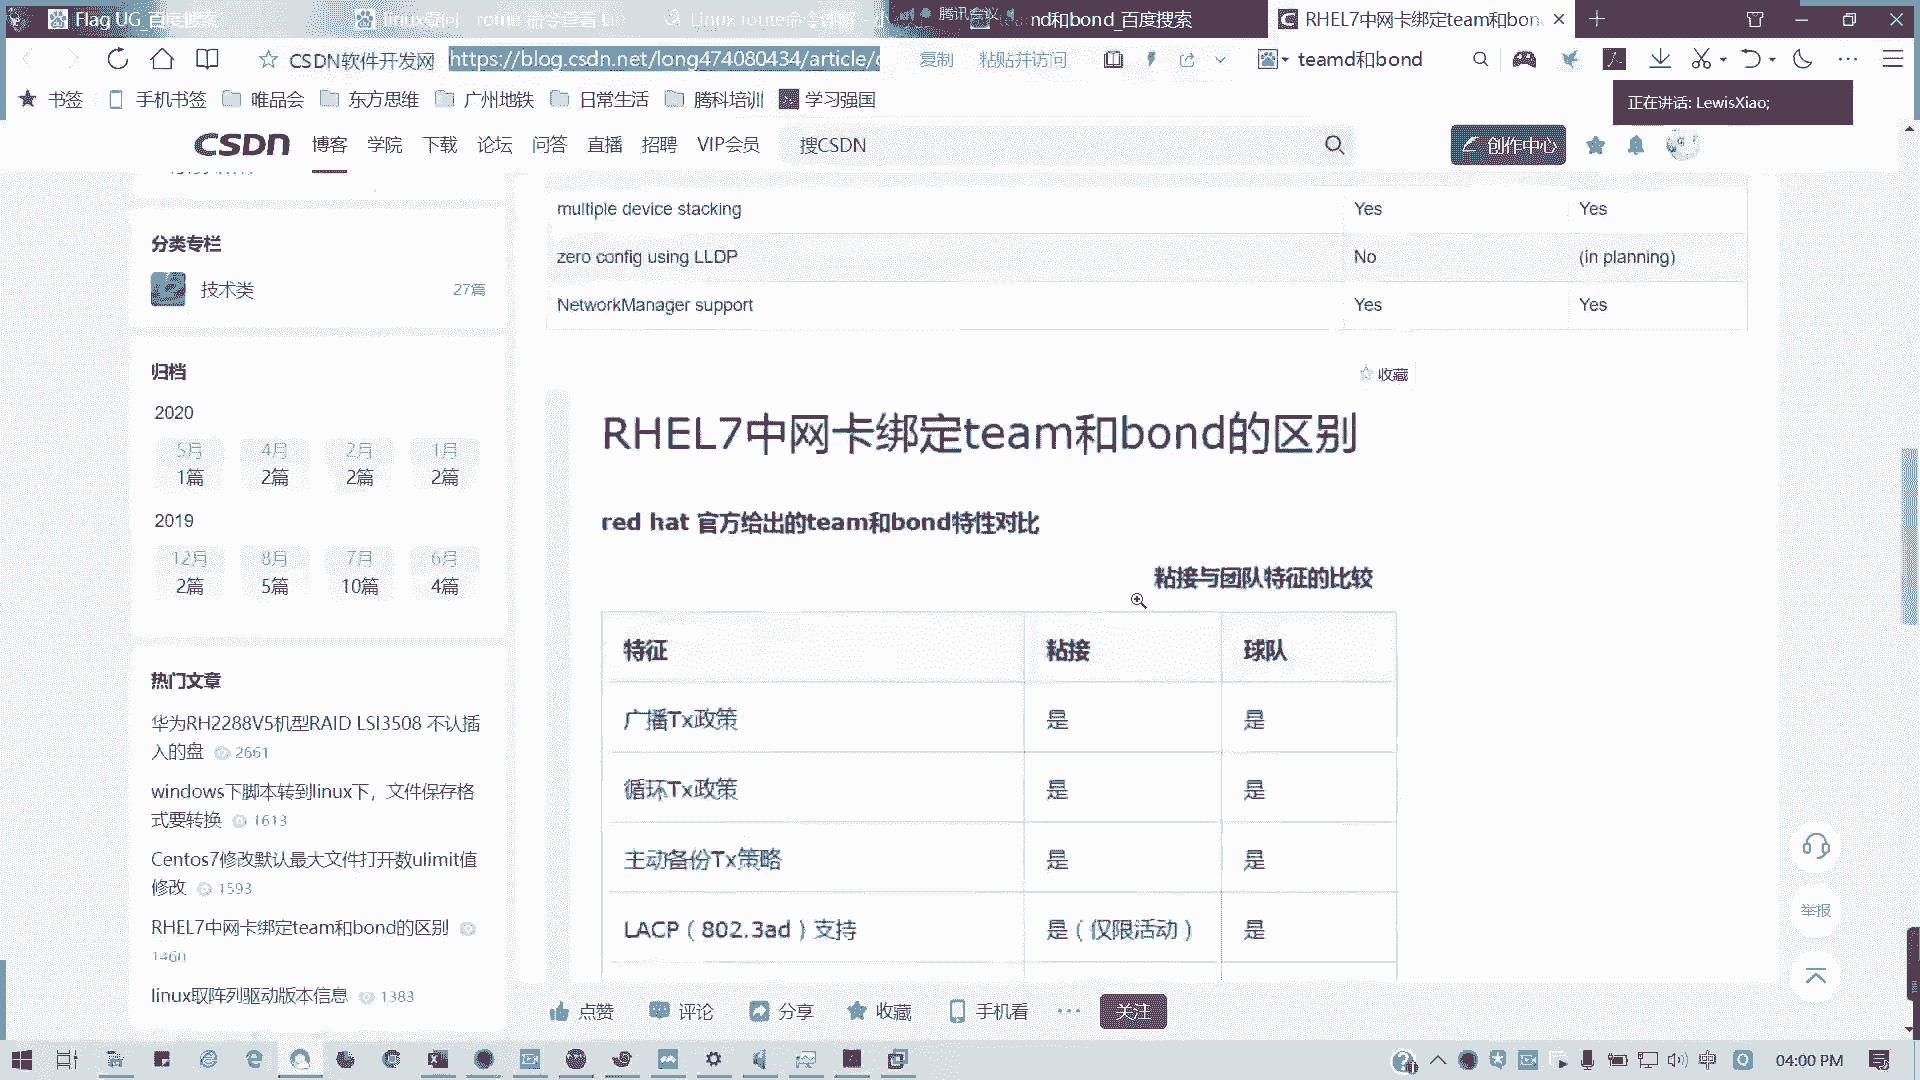 Flag UG_百度搜索
腾讯会议
nd和bond_百度搜索
RHEL7中网卡绑定team和bon
CSDN软件开发网
https://blog.csdn.net/long474080434/article/
复制
粘贴并访问
teamd和bond
书签
手机书签
唯品会
东方思维
广州地铁
日常生活
腾科培训
学习强国
正在讲话: LewisXiao;
CSDN
博客
学院
下载
论坛
问答
直播
招聘
VIP会员
搜CSDN
创作中心
multiple device stacking Yes Yes
zero config using LLDP No (in planning)
NetworkManager support Yes Yes
收藏
分类专栏
技术类 27篇
归档
2020
5月 4月 2月 1月
1篇 2篇 2篇 2篇
2019
12月 8月 7月 6月
2篇 5篇 10篇 4篇
热门文章
华为RH2288V5机型RAID LSI3508 不认插
入的盘 2661
windows下脚本转到linux下，文件保存格
式要转换 1613
Centos7修改默认最大文件打开数ulimit值
修改 1593
RHEL7中网卡绑定team和bond的区别
1460
linux取阵列驱动版本信息 1383
RHEL7中网卡绑定team和bond的区别
red hat 官方给出的team和bond特性对比
粘接与团队特征的比较
特征 粘接 球队
广播Tx政策 是 是
循环Tx政策 是 是
主动备份Tx策略 是 是
LACP（802.3ad）支持 是（仅限活动） 是
举报
点赞
评论
分享
收藏
手机看
关注
中
04:00 PM